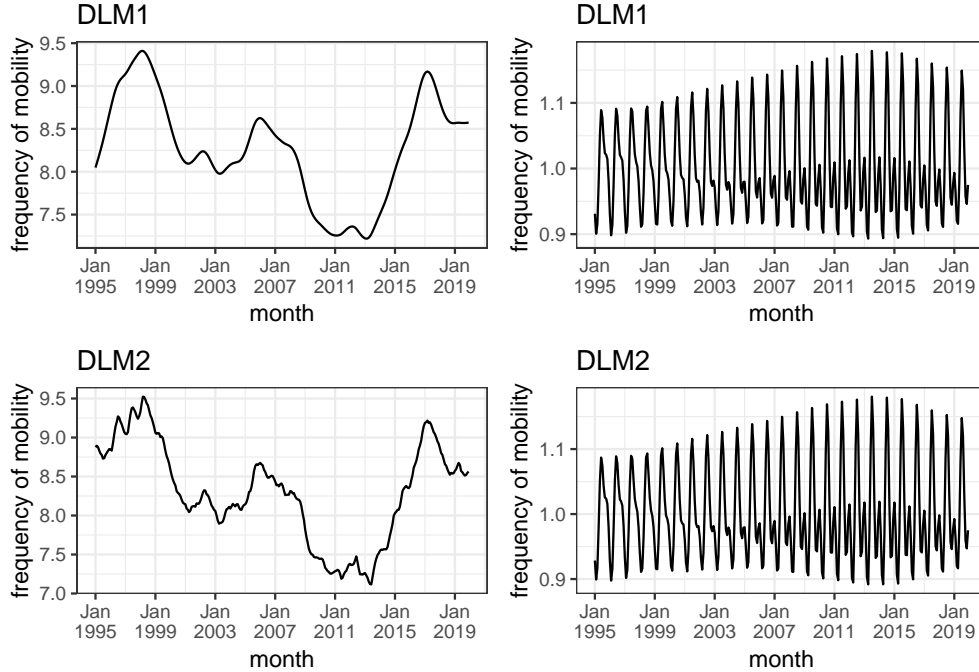 DLM1
frequency of mobility
9.5
9.0
8.5
8.0
7.5
Jan Jan Jan Jan Jan Jan Jan
1995 1999 2003 2007 2011 2015 2019
month
DLM1
frequency of mobility
1.1
1.0
0.9
Jan Jan Jan Jan Jan Jan Jan
1995 1999 2003 2007 2011 2015 2019
month
DLM2
frequency of mobility
9.5
9.0
8.5
8.0
7.5
7.0
Jan Jan Jan Jan Jan Jan Jan
1995 1999 2003 2007 2011 2015 2019
month
DLM2
frequency of mobility
1.1
1.0
0.9
Jan Jan Jan Jan Jan Jan Jan
1995 1999 2003 2007 2011 2015 2019
month